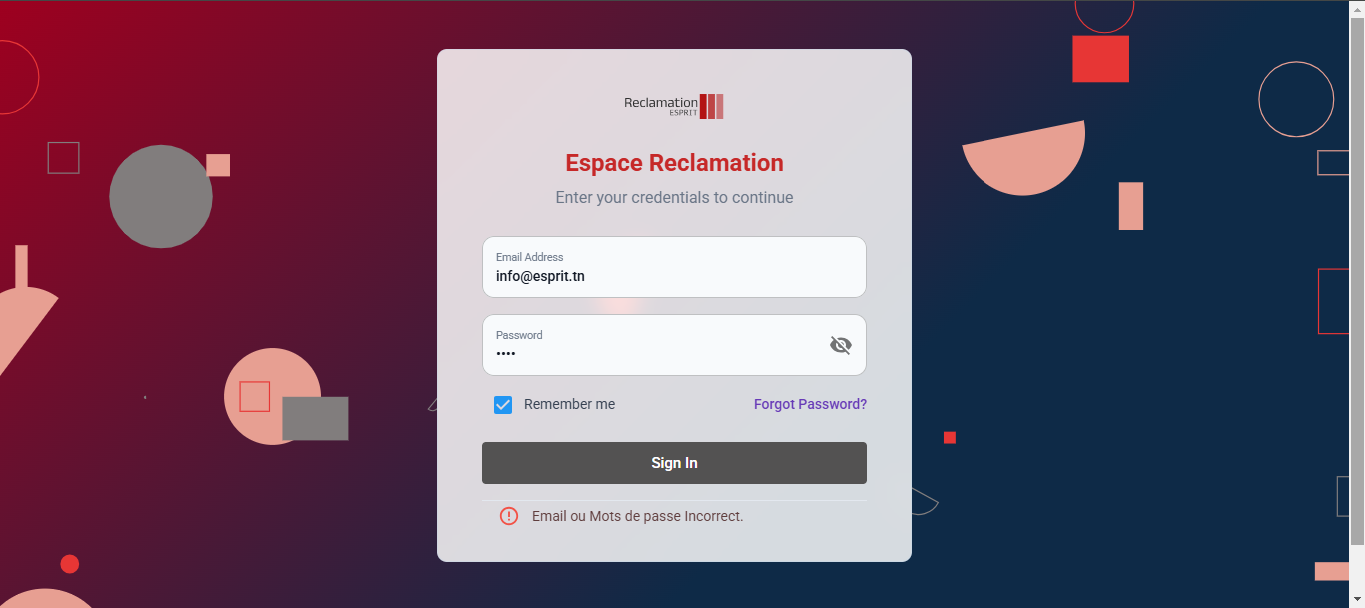 Reclamation
ESPRIT
Espace Reclamation
Enter your credentials to continue
Email Address
info@esprit.tn
Password
••••
Remember me
Forgot Password?
Sign In
Email ou Mots de passe Incorrect.